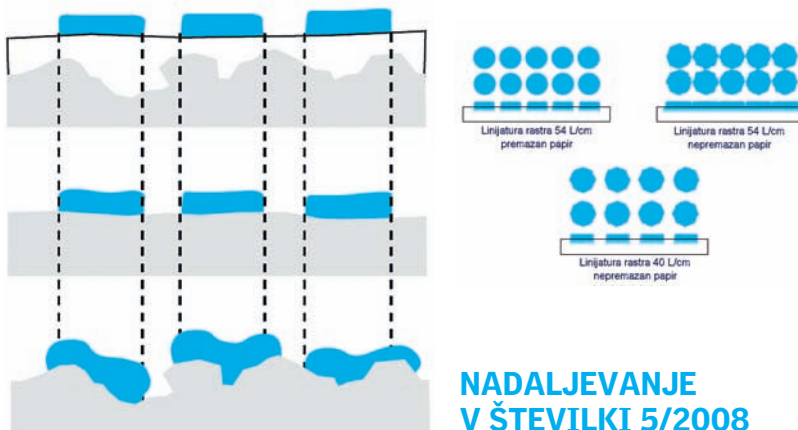 Linijatura rastra 54 L/cm
premazan papir
Linijatura rastra 54 L/cm
nepremazan papir
Linijatura rastra 40 L/cm
nepremazan papir
NADALJEVANJE
V ŠTEVILKI 5/2008